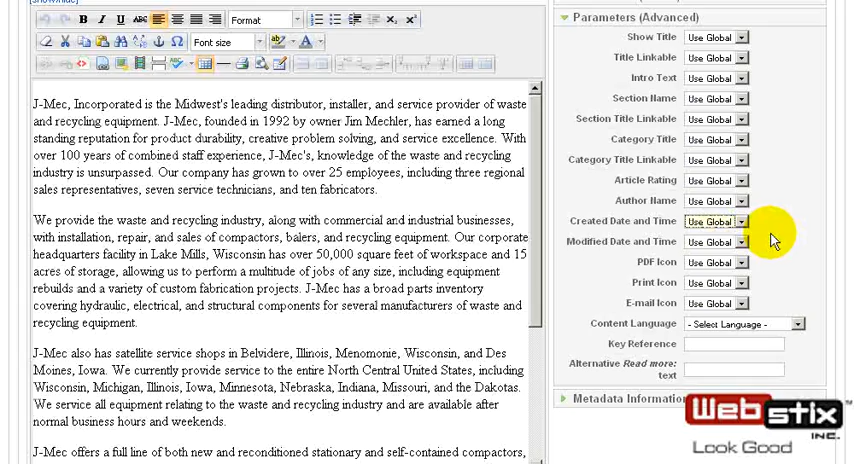 [show/hide]
B I U ABC Format
Font size A
J-Mec, Incorporated is the Midwest's leading distributor, installer, and service provider of waste
and recycling equipment. J-Mec, founded in 1992 by owner Jim Mechler, has earned a long
standing reputation for product durability, creative problem solving, and service excellence. With
over 100 years of combined staff experience, J-Mec's, knowledge of the waste and recycling
industry is unsurpassed. Our company has grown to over 25 employees, including three regional
sales representatives, seven service technicians, and ten fabricators.
We provide the waste and recycling industry, along with commercial and industrial businesses,
with installation, repair, and sales of compactors, balers, and recycling equipment. Our corporate
headquarters facility in Lake Mills, Wisconsin has over 50,000 square feet of workspace and 15
acres of storage, allowing us to perform a multitude of jobs of any size, including equipment
rebuilds and a variety of custom fabrication projects. J-Mec has a broad parts inventory
covering hydraulic, electrical, and structural components for several manufacturers of waste and
recycling equipment.
J-Mec also has satellite service shops in Belvidere, Illinois, Menomonie, Wisconsin, and Des
Moines, Iowa. We currently provide service to the entire North Central United States, including
Wisconsin, Michigan, Illinois, Iowa, Minnesota, Nebraska, Indiana, Missouri, and the Dakotas.
We service all equipment relating to the waste and recycling industry and are available after
normal business hours and weekends.
J-Mec offers a full line of both new and reconditioned stationary and self-contained compactors,
Parameters (Advanced)
Show Title Use Global
Title Linkable Use Global
Intro Text Use Global
Section Name Use Global
Section Title Linkable Use Global
Category Title Use Global
Category Title Linkable Use Global
Article Rating Use Global
Author Name Use Global
Created Date and Time Use Global
Modified Date and Time Use Global
PDF Icon Use Global
Print Icon Use Global
E-mail Icon Use Global
Content Language - Select Language -
Key Reference
Alternative Read more:
text
Metadata Information
Webstix
INC.
Look Good